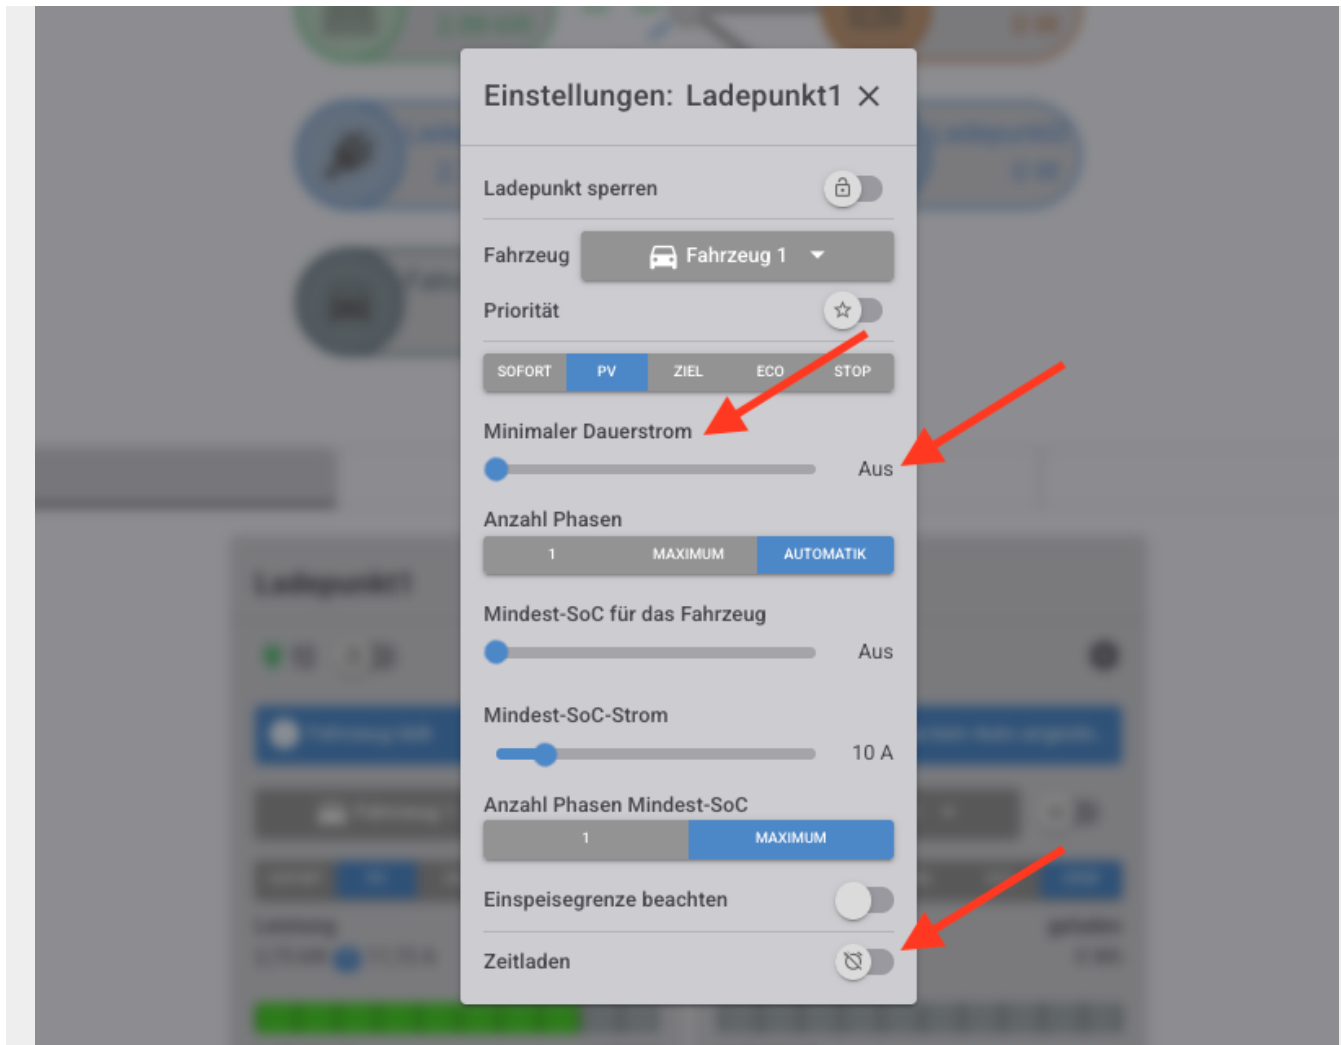 Einstellungen: Ladepunkt1
Ladepunkt sperren
Fahrzeug Fahrzeug 1
Priorität
SOFORT PV ZIEL ECO STOP
Minimaler Dauerstrom
Aus
Anzahl Phasen
1 MAXIMUM AUTOMATIK
Mindest-SoC für das Fahrzeug
Aus
Mindest-SoC-Strom
10 A
Anzahl Phasen Mindest-SoC
1 MAXIMUM
Einspeisegrenze beachten
Zeitladen
Ladepunkt1